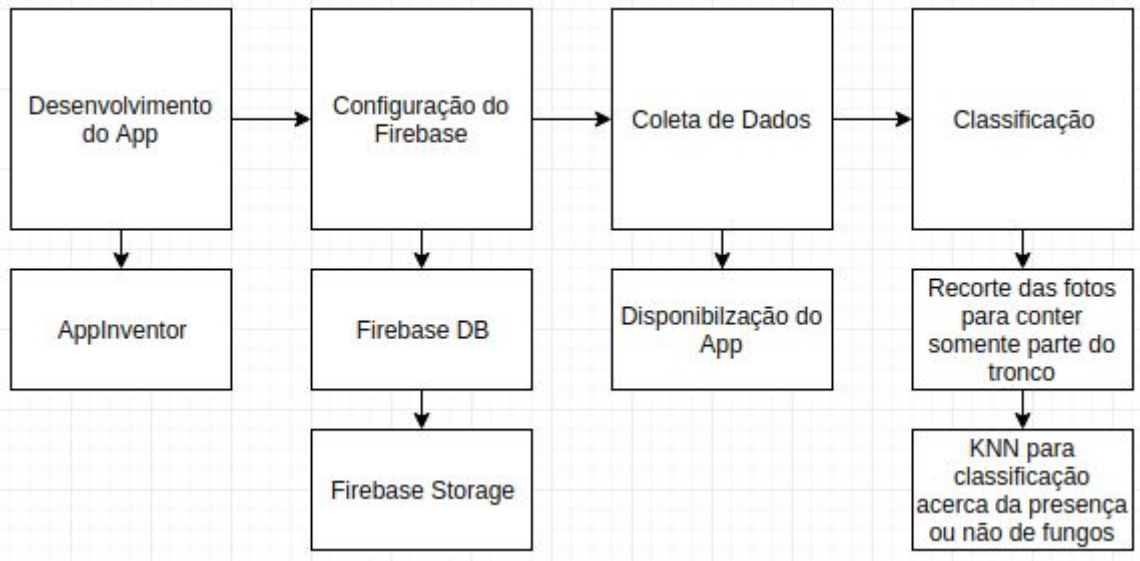 Desenvolvimento
do App
Configuração do
Firebase
Coleta de Dados
Classificação
AppInventor
Firebase DB
Disponibilzação do
App
Recorte das fotos
para conter
somente parte do
tronco
Firebase Storage
KNN para
classificação
acerca da presença
ou não de fungos